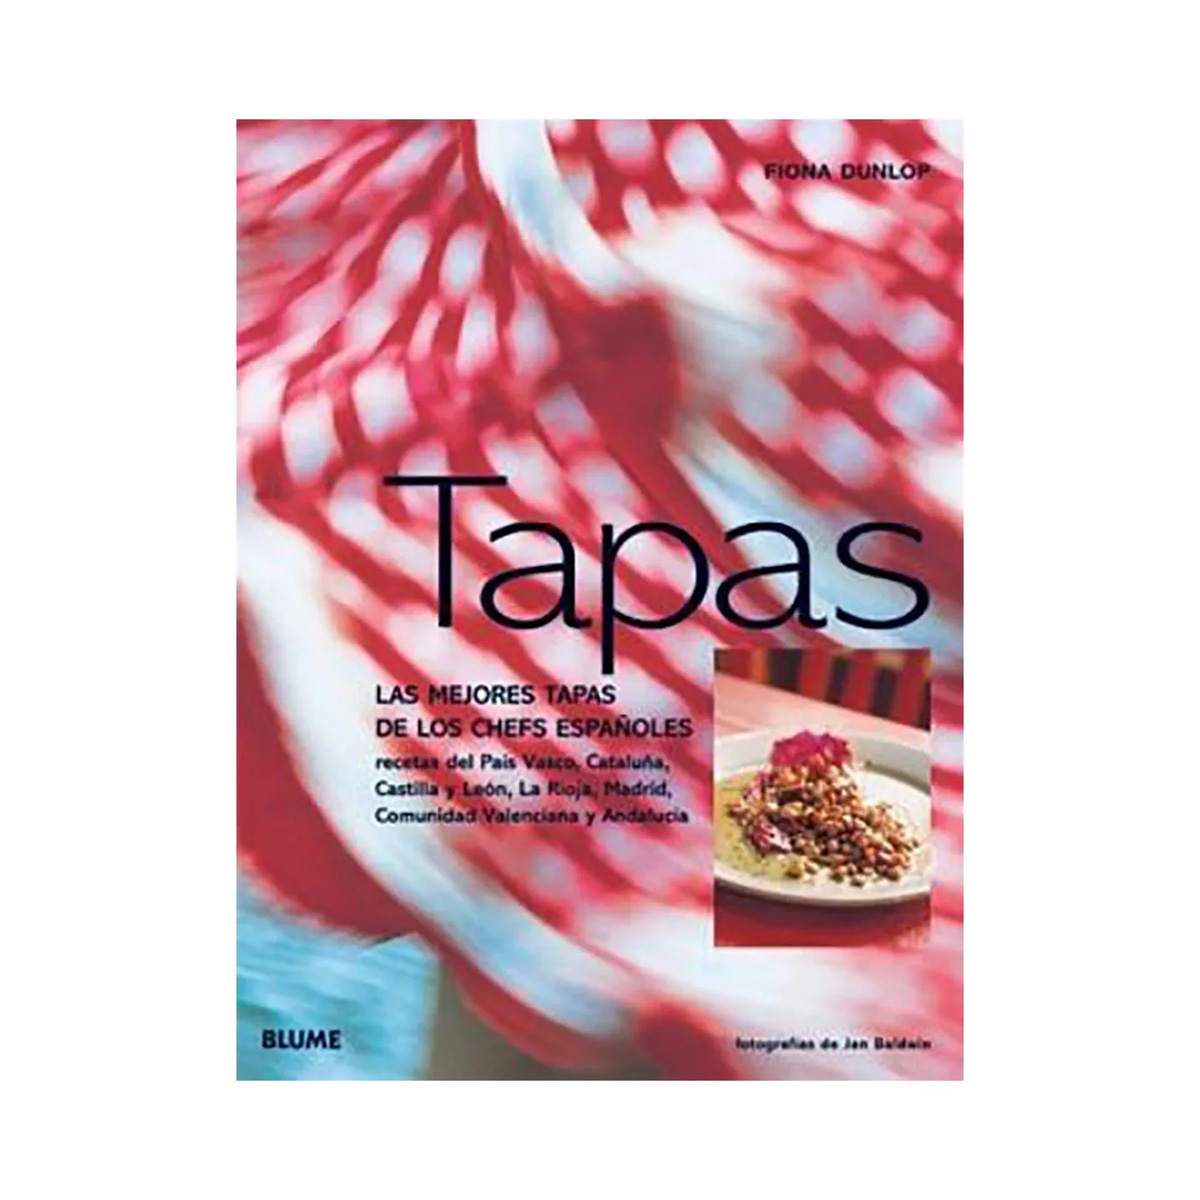 FIONA DUNLOP
Tapas
LAS MEJORES TAPAS
DE LOS CHEFS ESPAÑOLES
recetas del País Vasco, Cataluña,
Castilla y León, La Rioja, Madrid,
Comunidad Valenciana y Andalucía
BLUME
fotografías de Jan Baldwin